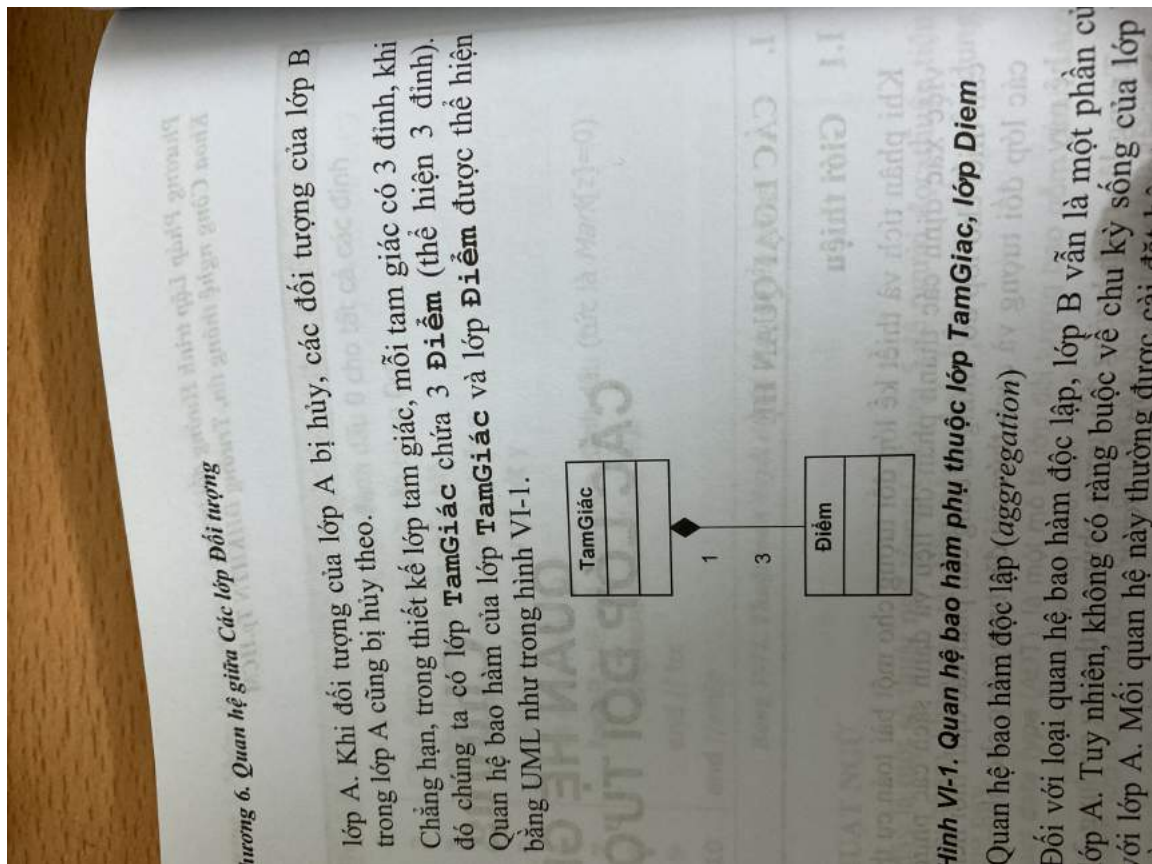 Chương 6. Quan hệ giữa Các lớp Đối tượng
lớp A. Khi đối tượng của lớp A bị hủy, các đối tượng của lớp B
trong lớp A cũng bị hủy theo.
Chẳng hạn, trong thiết kế lớp tam giác, mỗi tam giác có 3 đỉnh, khi
đó chúng ta có lớp TamGiác chứa 3 Điểm (thể hiện 3 đỉnh).
Quan hệ bao hàm của lớp TamGiác và lớp Điểm được thể hiện
bằng UML như trong hình VI-1.
TamGiác
1
3
Điểm
Hình VI-1. Quan hệ bao hàm phụ thuộc lớp TamGiac, lớp Diem
Quan hệ bao hàm độc lập (aggregation)
Đối với loại quan hệ bao hàm độc lập, lớp B vẫn là một phần củ
lớp A. Tuy nhiên, không có ràng buộc về chu kỳ sống của lớp
với lớp A. Mối quan hệ này thường được cài đặt